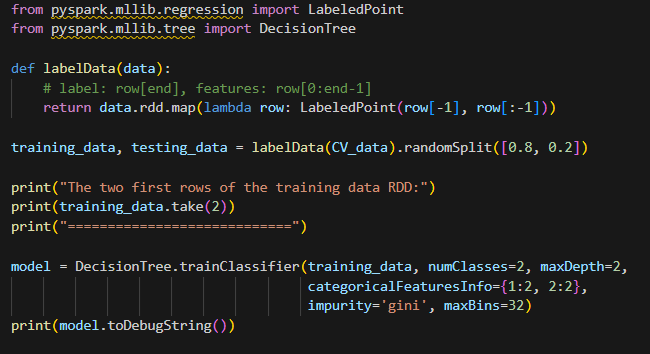 from pyspark.mllib.regression import LabeledPoint
from pyspark.mllib.tree import DecisionTree
def labelData(data):
    # label: row[end], features: row[0:end-1]
    return data.rdd.map(lambda row: LabeledPoint(row[-1], row[:-1]))
training_data, testing_data = labelData(CV_data).randomSplit([0.8, 0.2])
print("The two first rows of the training data RDD:")
print(training_data.take(2))
print("============================")
model = DecisionTree.trainClassifier(training_data, numClasses=2, maxDepth=2,
                                     categoricalFeaturesInfo={1:2, 2:2},
                                     impurity='gini', maxBins=32)
print(model.toDebugString())